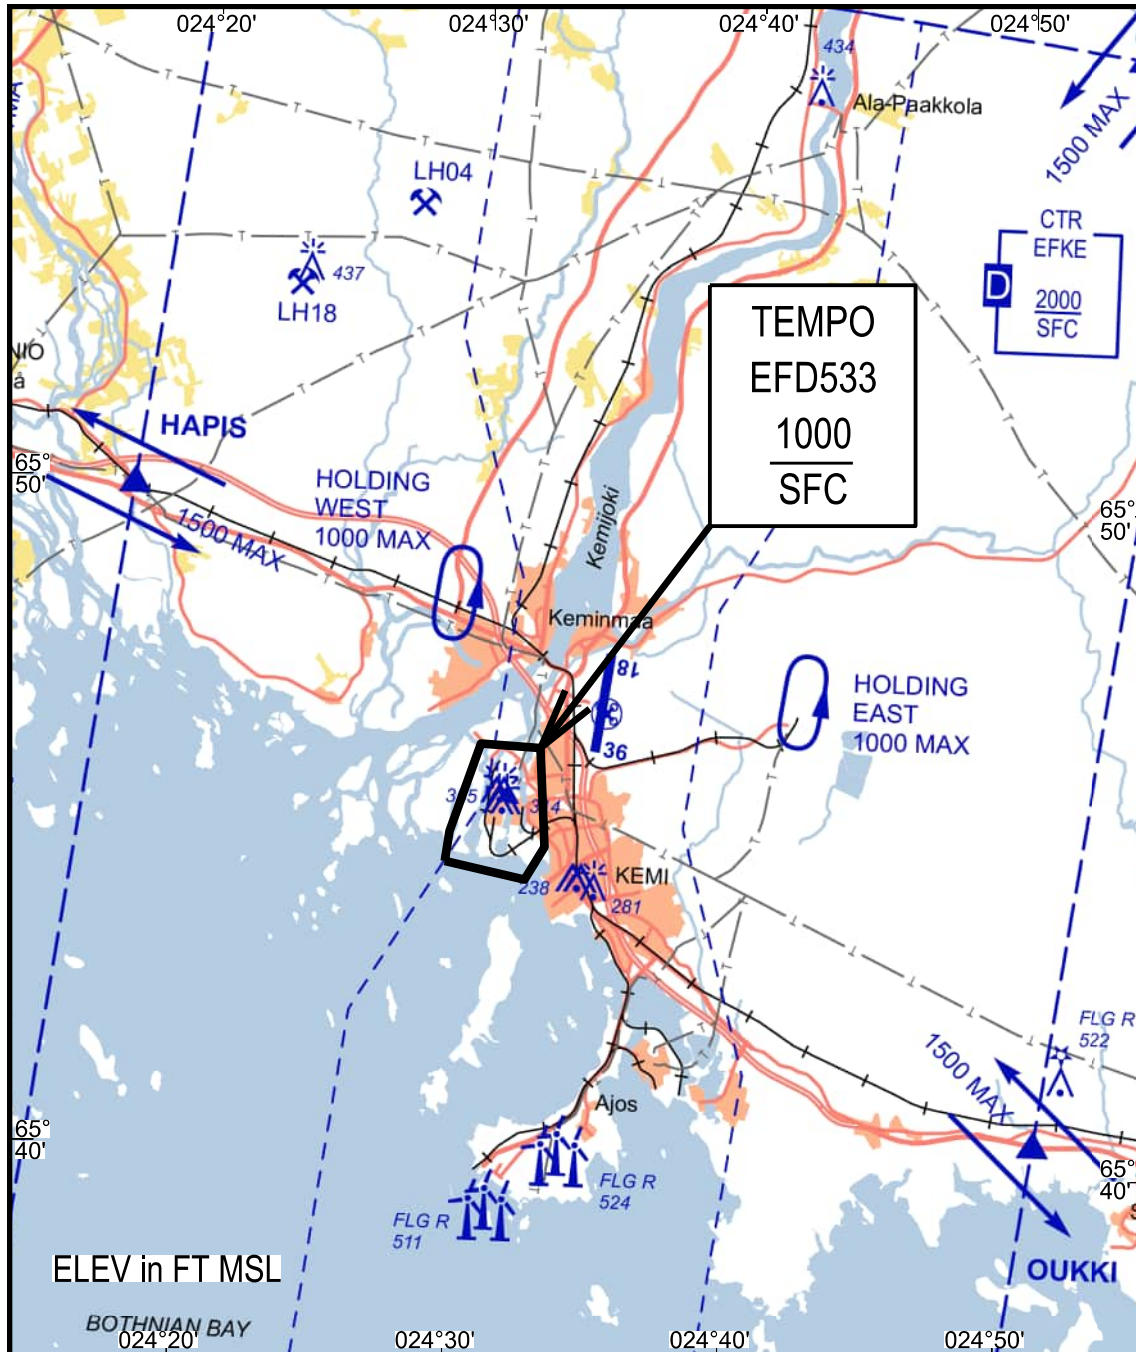 024°20'
024°30'
024°40'
024°50'
434
Ala-Paakkola
1500 MAX
LH04
437
LH18
CTR
EFKE
D
2000
SFC
TEMPO
EFD533
1000
SFC
å
HAPIS
65°
50'
HOLDING
WEST
1000 MAX
1500 MAX
Kemijoki
65°
50'
Keminmaa
18
36
HOLDING
EAST
1000 MAX
314
238
KEMI
281
FLG R
522
1500 MAX
Ajos
65°
40'
FLG R
524
65°
40'
FLG R
511
ELEV in FT MSL
OUKKI
BOTHNIAN BAY
024°20'
024°30'
024°40'
024°50'